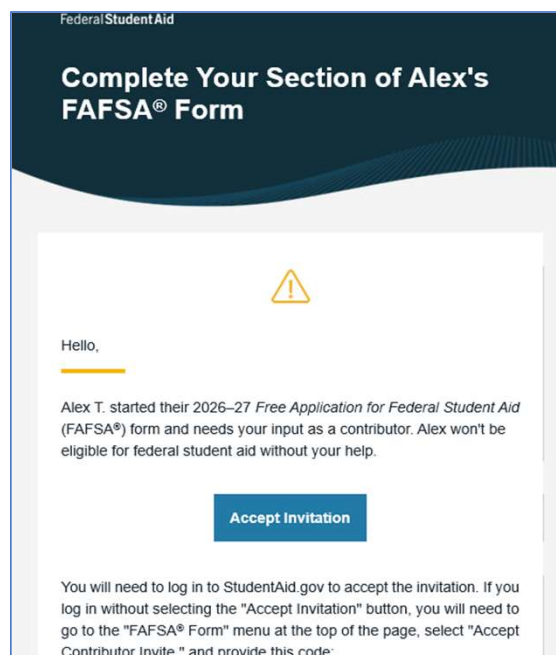 Federal Student Aid
Complete Your Section of Alex's
FAFSA® Form
Hello,
Alex T. started their 2026–27 Free Application for Federal Student Aid
(FAFSA®) form and needs your input as a contributor. Alex won't be
eligible for federal student aid without your help.
Accept Invitation
You will need to log in to StudentAid.gov to accept the invitation. If you
log in without selecting the "Accept Invitation" button, you will need to
go to the "FAFSA® Form" menu at the top of the page, select "Accept
Contributor Invite," and provide this code: